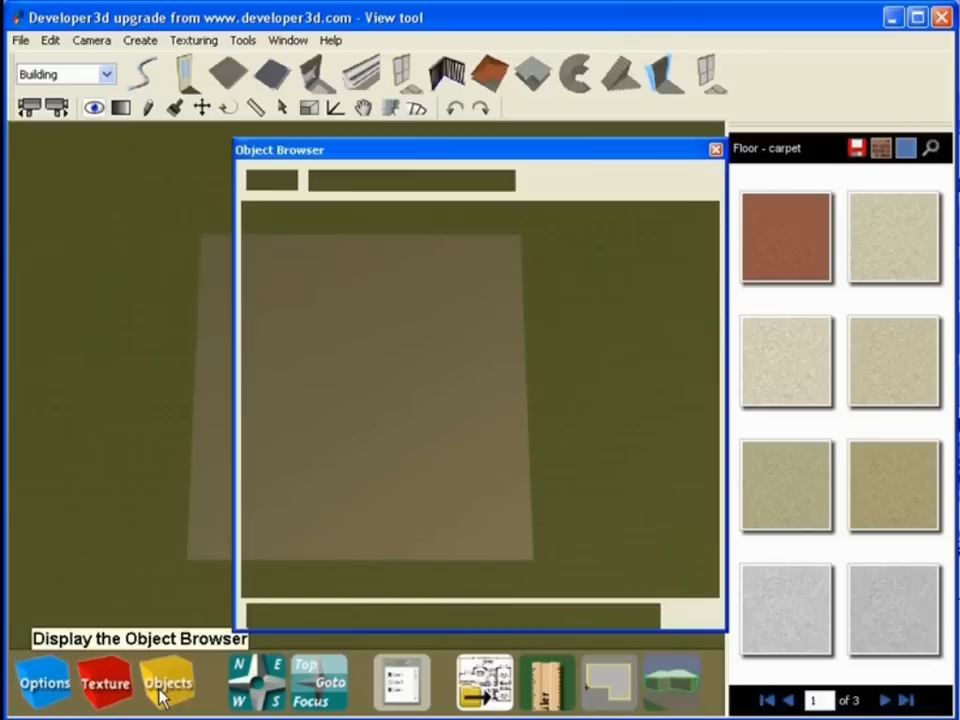 Developer3d upgrade from www.developer3d.com - View tool
File Edit Camera Create Texturing Tools Window Help
Building
Object Browser
Floor - carpet
Display the Object Browser
Options Texture Objects
N E
W S
Top
Goto
Focus
1 of 3